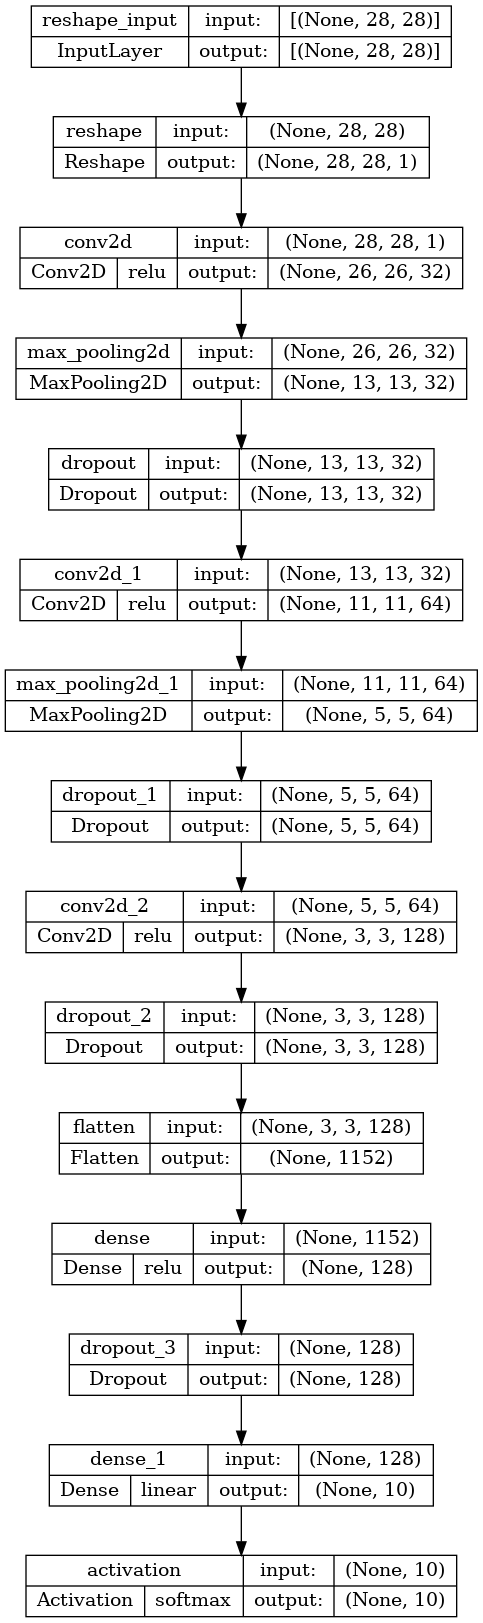 reshape_input input: [(None, 28, 28)]
InputLayer output: [(None, 28, 28)]
reshape input: (None, 28, 28)
Reshape output: (None, 28, 28, 1)
conv2d input: (None, 28, 28, 1)
Conv2D relu output: (None, 26, 26, 32)
max_pooling2d input: (None, 26, 26, 32)
MaxPooling2D output: (None, 13, 13, 32)
dropout input: (None, 13, 13, 32)
Dropout output: (None, 13, 13, 32)
conv2d_1 input: (None, 13, 13, 32)
Conv2D relu output: (None, 11, 11, 64)
max_pooling2d_1 input: (None, 11, 11, 64)
MaxPooling2D output: (None, 5, 5, 64)
dropout_1 input: (None, 5, 5, 64)
Dropout output: (None, 5, 5, 64)
conv2d_2 input: (None, 5, 5, 64)
Conv2D relu output: (None, 3, 3, 128)
dropout_2 input: (None, 3, 3, 128)
Dropout output: (None, 3, 3, 128)
flatten input: (None, 3, 3, 128)
Flatten output: (None, 1152)
dense input: (None, 1152)
Dense relu output: (None, 128)
dropout_3 input: (None, 128)
Dropout output: (None, 128)
dense_1 input: (None, 128)
Dense linear output: (None, 10)
activation input: (None, 10)
Activation softmax output: (None, 10)